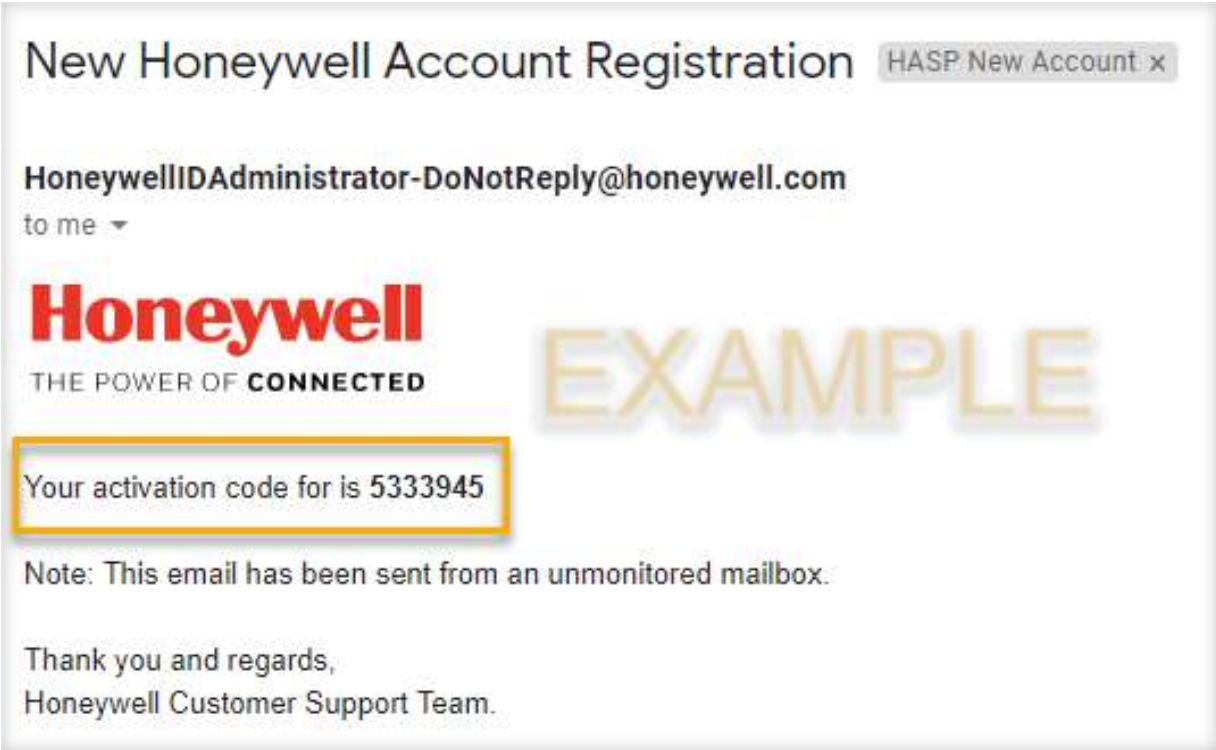 New Honeywell Account Registration HASP New Account x
HoneywellIDAdministrator-DoNotReply@honeywell.com
to me
Honeywell
THE POWER OF CONNECTED
EXAMPLE
Your activation code for is 5333945
Note: This email has been sent from an unmonitored mailbox.
Thank you and regards,
Honeywell Customer Support Team.